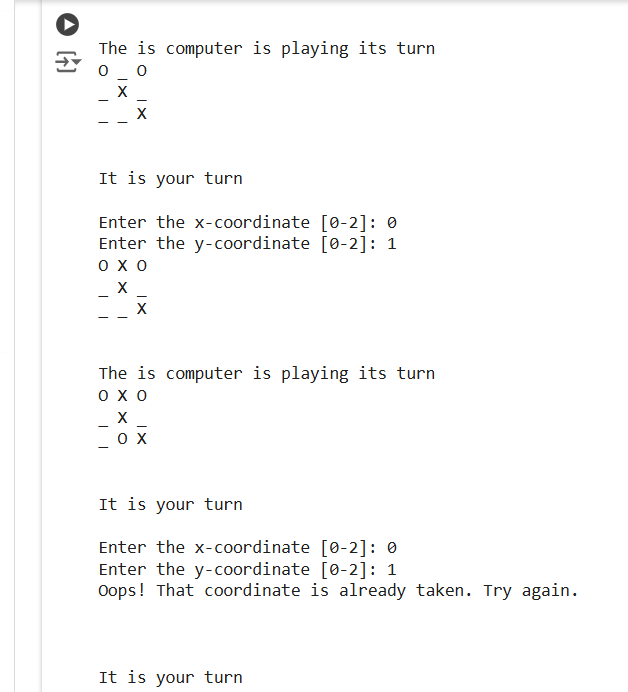 The is computer is playing its turn
O _ O
_ X _
_ _ X
It is your turn
Enter the x-coordinate [0-2]: 0
Enter the y-coordinate [0-2]: 1
O X O
_ X _
_ _ X
The is computer is playing its turn
O X O
_ X _
_ O X
It is your turn
Enter the x-coordinate [0-2]: 0
Enter the y-coordinate [0-2]: 1
Oops! That coordinate is already taken. Try again.
It is your turn